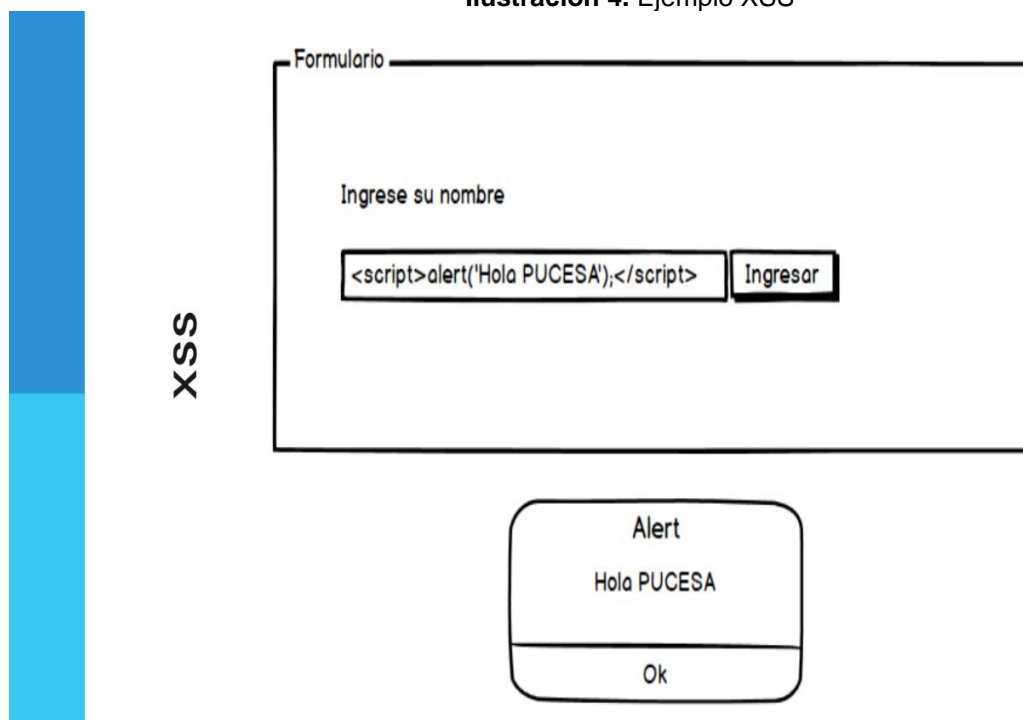 Ilustración 4. Ejemplo XSS
Formulario
Ingrese su nombre
<script>alert('Hola PUCESA');</script>
Ingresar
XSS
Alert
Hola PUCESA
Ok